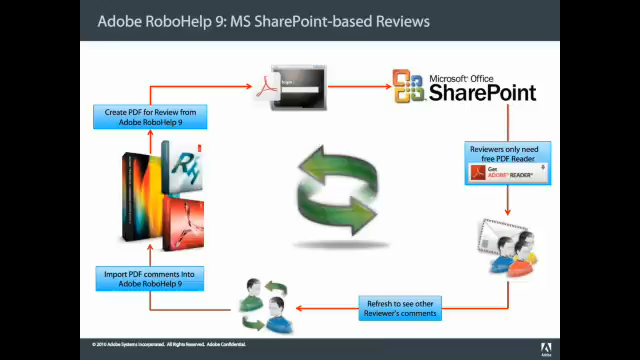 Adobe RoboHelp 9: MS SharePoint-based Reviews
Create PDF for Review from
Adobe RoboHelp 9
Microsoft Office
SharePoint
Reviewers only need
free PDF Reader
Get
ADOBE® READER®
Import PDF comments Into
Adobe RoboHelp 9
Refresh to see other
Reviewer's comments
© 2010 Adobe Systems Incorporated. All Rights Reserved. Adobe Confidential.
Adobe